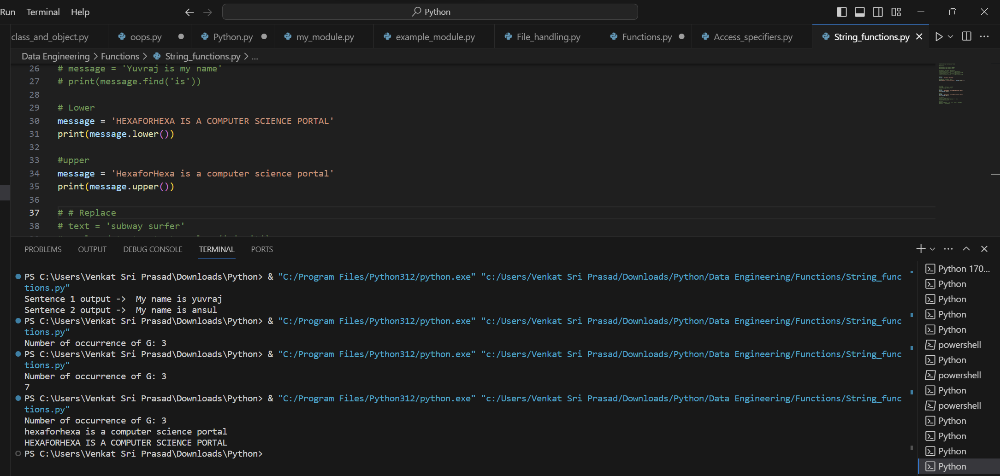 Run Terminal Help Python
class_and_object.py oops.py Python.py my_module.py example_module.py File_handling.py Functions.py Access_specifiers.py String_functions.py
Data Engineering > Functions > String_functions.py > ...
26 # message = 'Yuvraj is my name'
27 # print(message.find('is'))
28
29 # Lower
30 message = 'HEXAFORHEXA IS A COMPUTER SCIENCE PORTAL'
31 print(message.lower())
32
33 #upper
34 message = 'HexaforHexa is a computer science portal'
35 print(message.upper())
36
37 # # Replace
38 # text = 'subway surfer'
PROBLEMS OUTPUT DEBUG CONSOLE TERMINAL PORTS
PS C:\Users\Venkat Sri Prasad\Downloads\Python> & "C:/Program Files/Python312/python.exe" "c:/Users/Venkat Sri Prasad/Downloads/Python/Data Engineering/Functions/String_func
tions.py"
Sentence 1 output -> My name is yuvraj
Sentence 2 output -> My name is ansul
PS C:\Users\Venkat Sri Prasad\Downloads\Python> & "C:/Program Files/Python312/python.exe" "c:/Users/Venkat Sri Prasad/Downloads/Python/Data Engineering/Functions/String_func
tions.py"
Number of occurrence of G: 3
PS C:\Users\Venkat Sri Prasad\Downloads\Python> & "C:/Program Files/Python312/python.exe" "c:/Users/Venkat Sri Prasad/Downloads/Python/Data Engineering/Functions/String_func
tions.py"
Number of occurrence of G: 3
7
PS C:\Users\Venkat Sri Prasad\Downloads\Python> & "C:/Program Files/Python312/python.exe" "c:/Users/Venkat Sri Prasad/Downloads/Python/Data Engineering/Functions/String_func
tions.py"
Number of occurrence of G: 3
hexaforhexa is a computer science portal
HEXAFORHEXA IS A COMPUTER SCIENCE PORTAL
PS C:\Users\Venkat Sri Prasad\Downloads\Python>
Python 170...
Python
Python
Python
Python
powershell
Python
powershell
Python
powershell
Python
Python
Python
Python